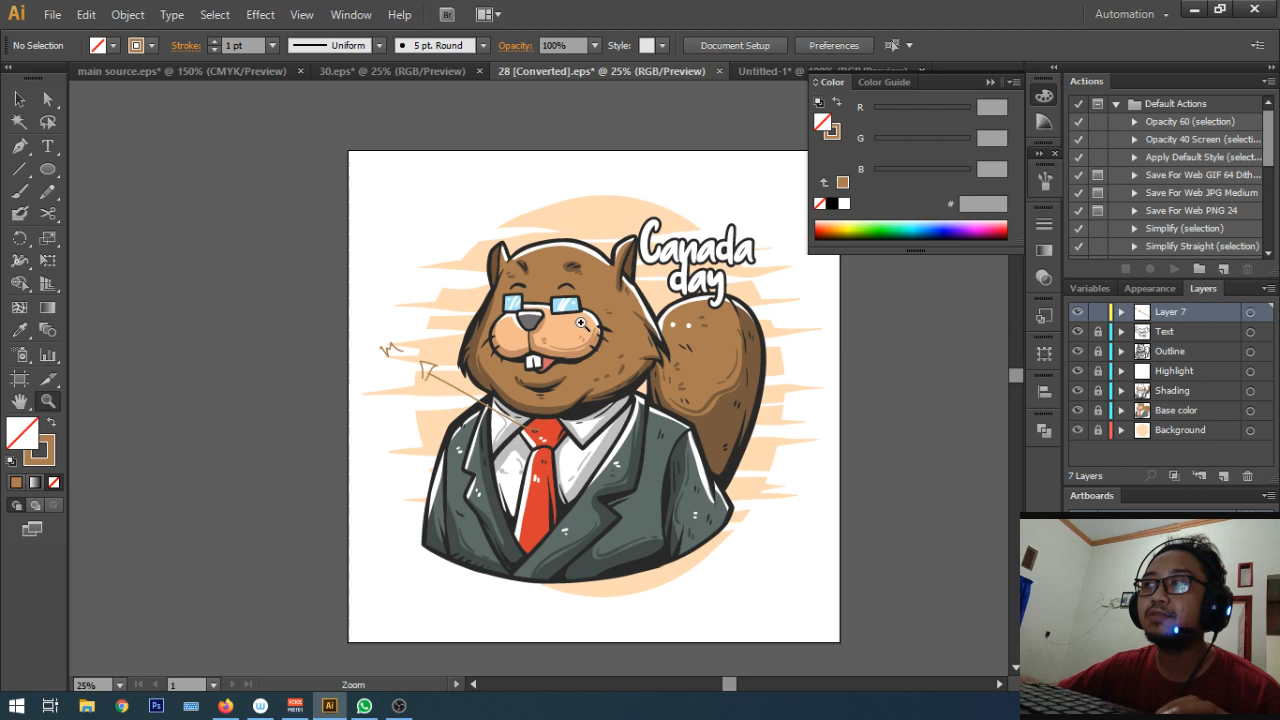 Ai File Edit Object Type Select Effect View Window Help Br Automation
No Selection Stroke: 1 pt Uniform 5 pt. Round Opacity: 100% Style: Document Setup Preferences
main source.eps* @ 150% (CMYK/Preview) × 30.eps* @ 25% (RGB/Preview) × 28 [Converted].eps* @ 25% (RGB/Preview) ×
Color Color Guide
R
G
B
#
Actions
Default Actions
Opacity 60 (selection)
Opacity 40 Screen (selecti...
Apply Default Style (select...
Save For Web GIF 64 Dith...
Save For Web JPG Medium
Save For Web PNG 24
Simplify (selection)
Simplify Straight (selection)
Variables Appearance Layers
Layer 7
Text
Outline
Highlight
Shading
Base color
Background
7 Layers
Artboards
Canada
day
25% 1 Zoom
Ps Ai